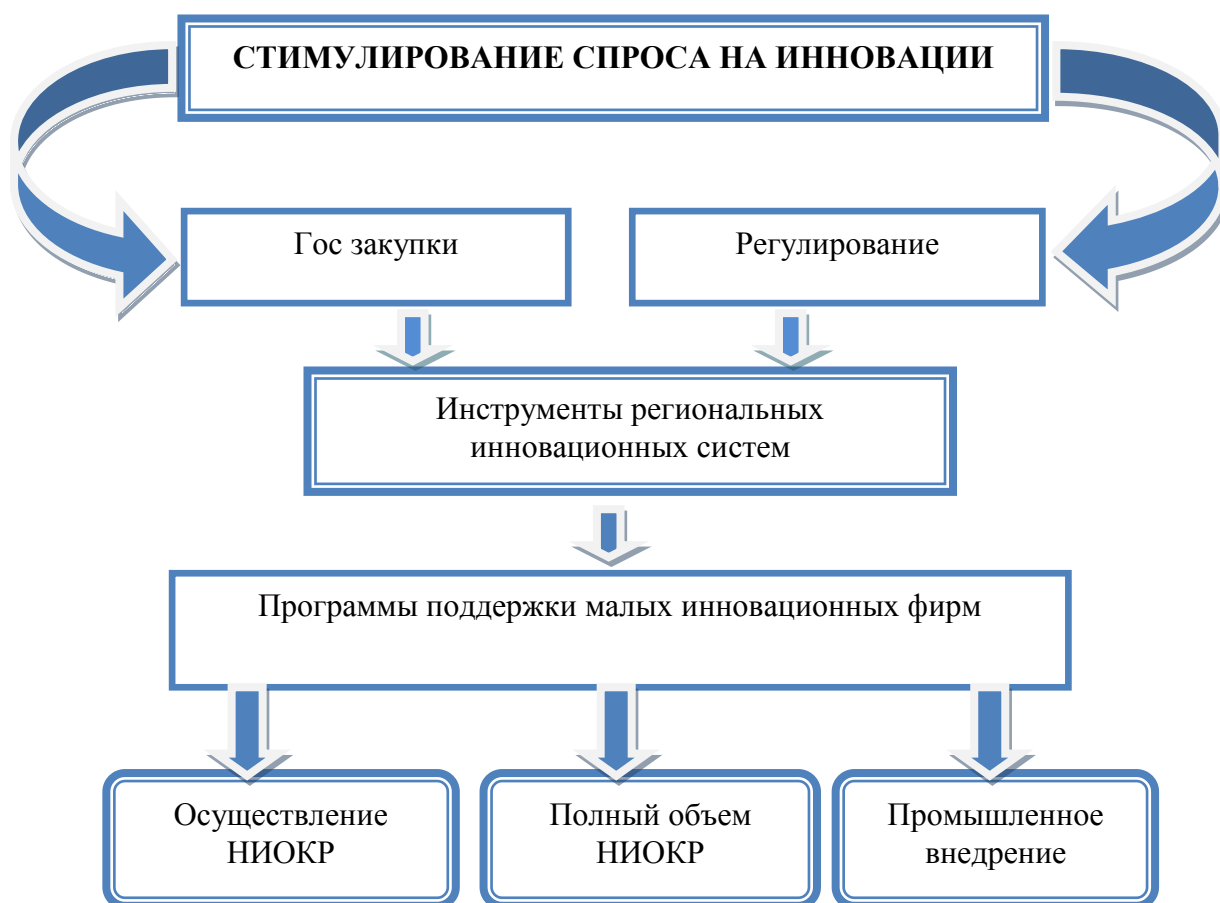 СТИМУЛИРОВАНИЕ СПРОСА НА ИННОВАЦИИ
Гос закупки
Регулирование
Инструменты региональных
инновационных систем
Программы поддержки малых инновационных фирм
Осуществление
НИОКР
Полный объем
НИОКР
Промышленное
внедрение